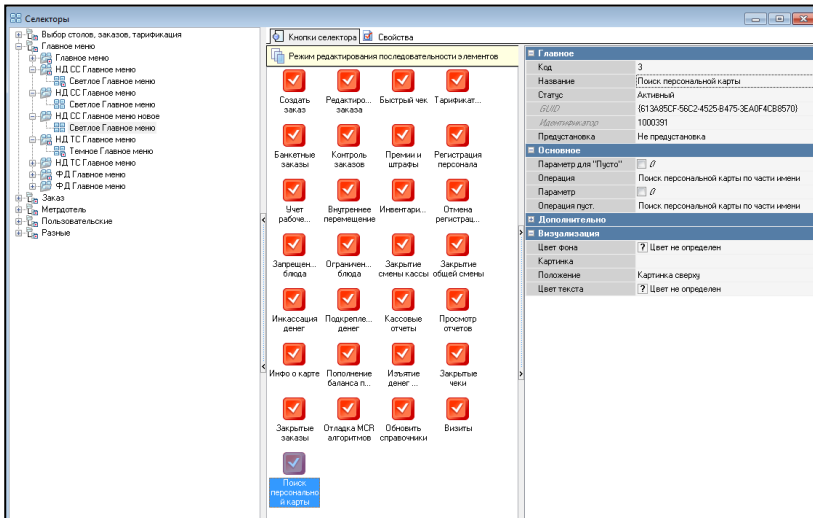 Селекторы
Выбор столов, заказов, тарификация
Главное меню
Главное меню
НД СС Главное меню
Светлое Главное меню
НД СС Главное меню
Светлое Главное меню
НД СС Главное меню новое
Светлое Главное меню
НД ТС Главное меню
Темное Главное меню
НД ТС Главное меню
ФД Главное меню
ФД Главное меню
Заказ
Метрдотель
Пользовательские
Разные
Кнопки селектора
Свойства
Режим редактирования последовательности элементов
Создать
заказ
Редактиро...
заказа
Быстрый чек
Тарификат...
Банкетные
заказы
Контроль
заказов
Премии и
штрафы
Регистрация
персонала
Учет
рабоче...
Внутреннее
перемещение
Инвентари...
Отмена
регистрац...
Запрещен...
блюда
Ограничен...
блюда
Закрытие
смены кассы
Закрытие
общей смены
Инкассация
денег
Подкрепле...
денег
Кассовые
отчеты
Просмотр
отчетов
Инфо о карте
Пополнение
баланса п...
Изъятие
денег ...
Закрытые
чеки
Закрытые
заказы
Отладка MCR
алгоритмов
Обновить
справочники
Визиты
Поиск
персонально
й карты
Главное
Код 3
Название Поиск персональной карты
Статус Активный
GUID {613A85CF-56C2-4525-B475-3EA0F4CB8570}
Идентификатор 1000391
Предустановка Не предустановка
Основное
Параметр для "Пусто" 0
Операция Поиск персональной карты по части имени
Параметр 0
Операция пуст. Поиск персональной карты по части имени
Дополнительно
Визуализация
Цвет фона ? Цвет не определен
Картинка
Положение Картинка сверху
Цвет текста ? Цвет не определен